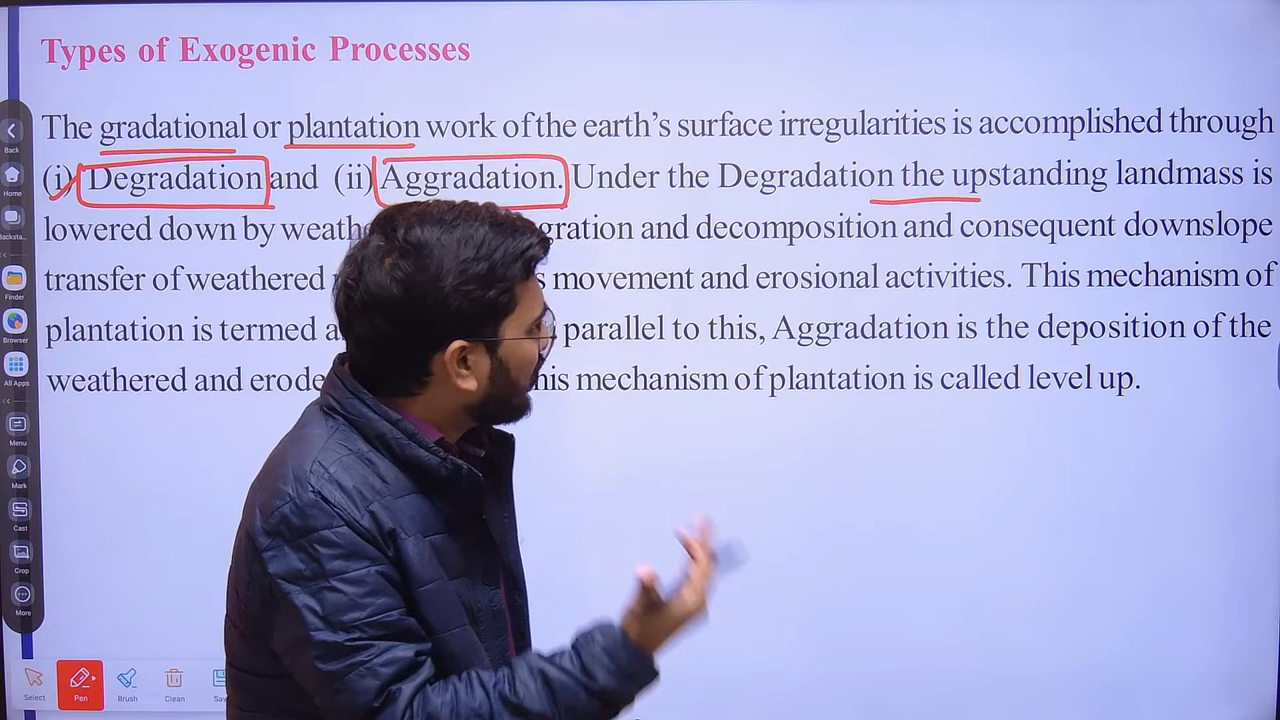 Types of Exogenic Processes
The gradational or plantation work of the earth's surface irregularities is accomplished through
(i) Degradation and (ii) Aggradation. Under the Degradation the upstanding landmass is
lowered down by and decomposition and consequent downslope
transfer of weathered movement and erosional activities. This mechanism of
plantation is termed parallel to this, Aggradation is the deposition of the
weathered and mechanism of plantation is called level up.
Back
Home
Finder
Browser
All Apps
Menu
Mark
Cast
Crop
More
Select
Pen
Brush
Clean